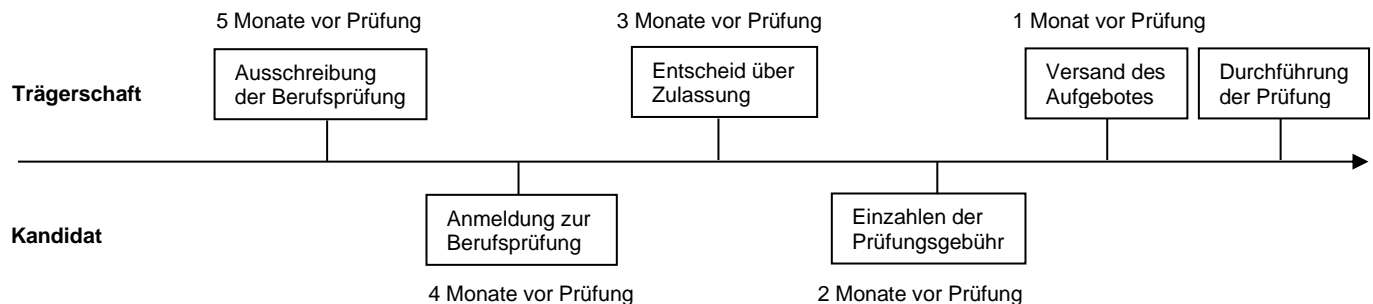 5 Monate vor Prüfung
3 Monate vor Prüfung
1 Monat vor Prüfung
Trägerschaft
Ausschreibung
der Berufsprüfung
Entscheid über
Zulassung
Versand des
Aufgebotes
Durchführung
der Prüfung
Kandidat
Anmeldung zur
Berufsprüfung
Einzahlen der
Prüfungsgebühr
4 Monate vor Prüfung
2 Monate vor Prüfung